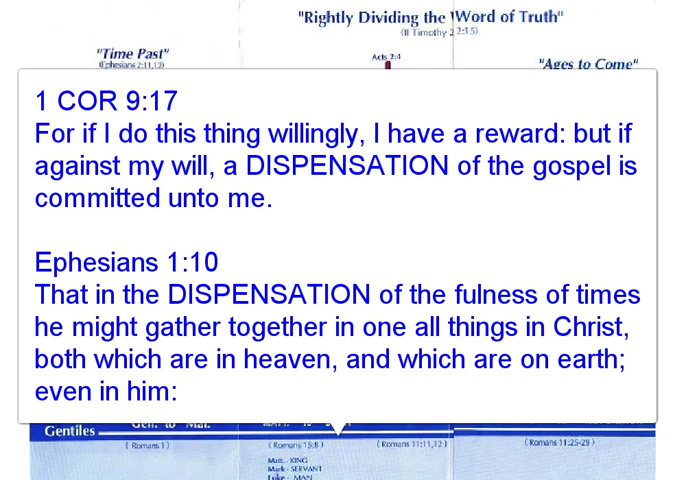 "Rightly Dividing the Word of Truth"
(II Timothy 2:15)
"Time Past"
(Ephesians 2:11,12)
Acts 2:4
"Ages to Come"
1 COR 9:17
For if I do this thing willingly, I have a reward: but if
against my will, a DISPENSATION of the gospel is
committed unto me.
Ephesians 1:10
That in the DISPENSATION of the fulness of times
he might gather together in one all things in Christ,
both which are in heaven, and which are on earth;
even in him:
Gentiles
Gen. to Mal.
( Romans 1 )
( Romans 15:8 )
( Romans 11:11,12 )
( Romans 11:25-29 )
Matt. - KING
Mark - SERVANT
Luke - MAN